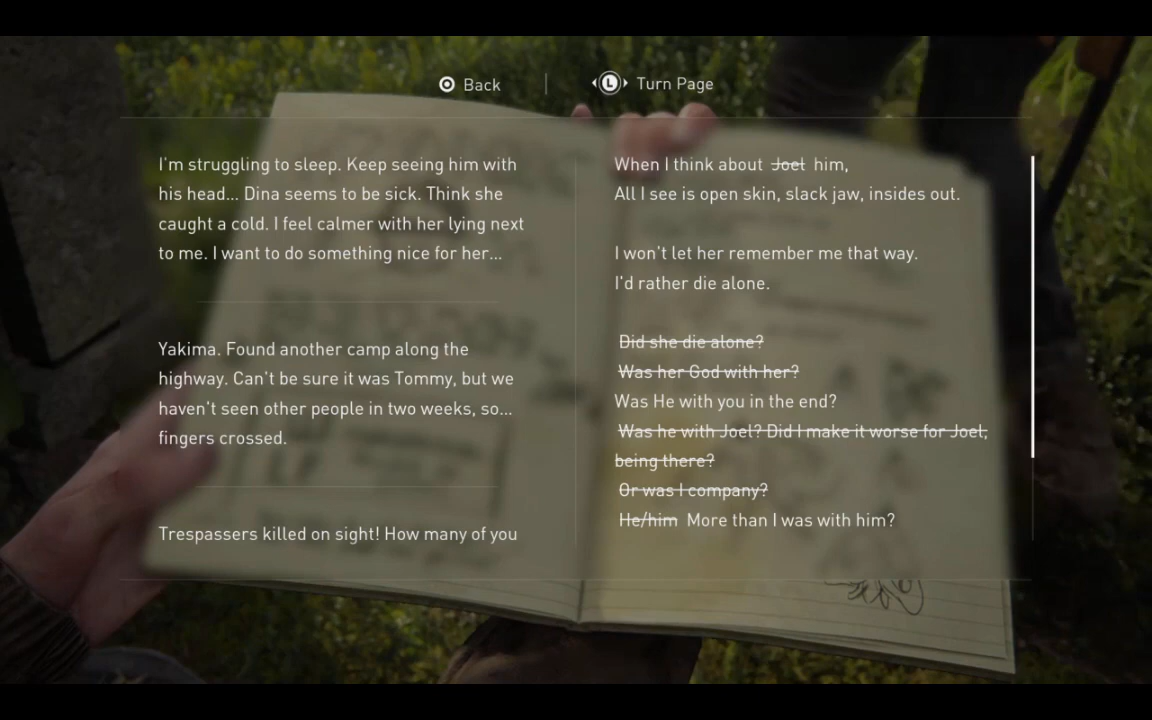 Back
L Turn Page
I'm struggling to sleep. Keep seeing him with
his head... Dina seems to be sick. Think she
caught a cold. I feel calmer with her lying next
to me. I want to do something nice for her...
Yakima. Found another camp along the
highway. Can't be sure it was Tommy, but we
haven't seen other people in two weeks, so...
fingers crossed.
Trespassers killed on sight! How many of you
When I think about Joel him,
All I see is open skin, slack jaw, insides out.
I won't let her remember me that way.
I'd rather die alone.
Did she die alone?
Was her God with her?
Was He with you in the end?
Was he with Joel? Did I make it worse for Joel,
being there?
Or was I company?
He/him More than I was with him?